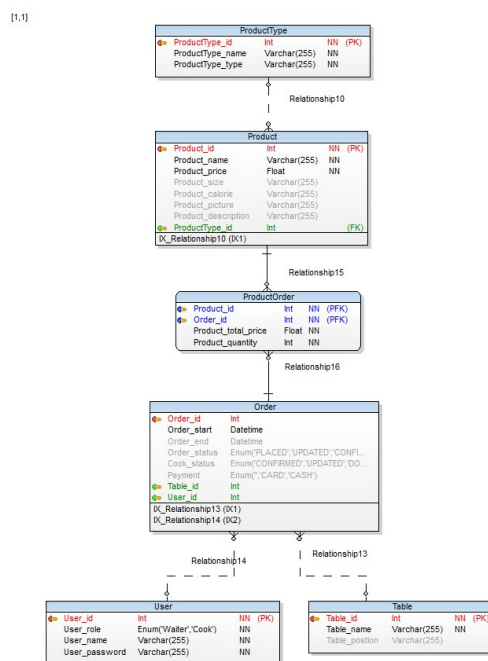 [1,1]
ProductType
ProductType_id Int NN (PK)
ProductType_name Varchar(255) NN
ProductType_type Varchar(255) NN
Relationship10
Product
Product_id Int NN (PK)
Product_name Varchar(255) NN
Product_price Float NN
Product_size Varchar(255)
Product_calorie Varchar(255)
Product_picture Varchar(255)
Product_description Varchar(255)
ProductType_id Int (FK)
IX_Relationship10 (IX1)
Relationship15
ProductOrder
Product_id Int NN (PFK)
Order_id Int NN (PFK)
Product_total_price Float NN
Product_quantity Int NN
Relationship16
Order
Order_id Int
Order_start Datetime
Order_end Datetime
Order_status Enum('PLACED','UPDATED','CONFI...
Cook_status Enum('CONFIRMED','UPDATED','DO...
Payment Enum('','CARD','CASH')
Table_id Int
User_id Int
IX_Relationship13 (IX1)
IX_Relationship14 (IX2)
Relationship14
Relationship13
User
User_id Int NN (PK)
User_role Enum('Waiter','Cook') NN
User_name Varchar(255) NN
User_password Varchar(255) NN
Table
Table_id Int NN (PK)
Table_name Varchar(255) NN
Table_postion Varchar(255)